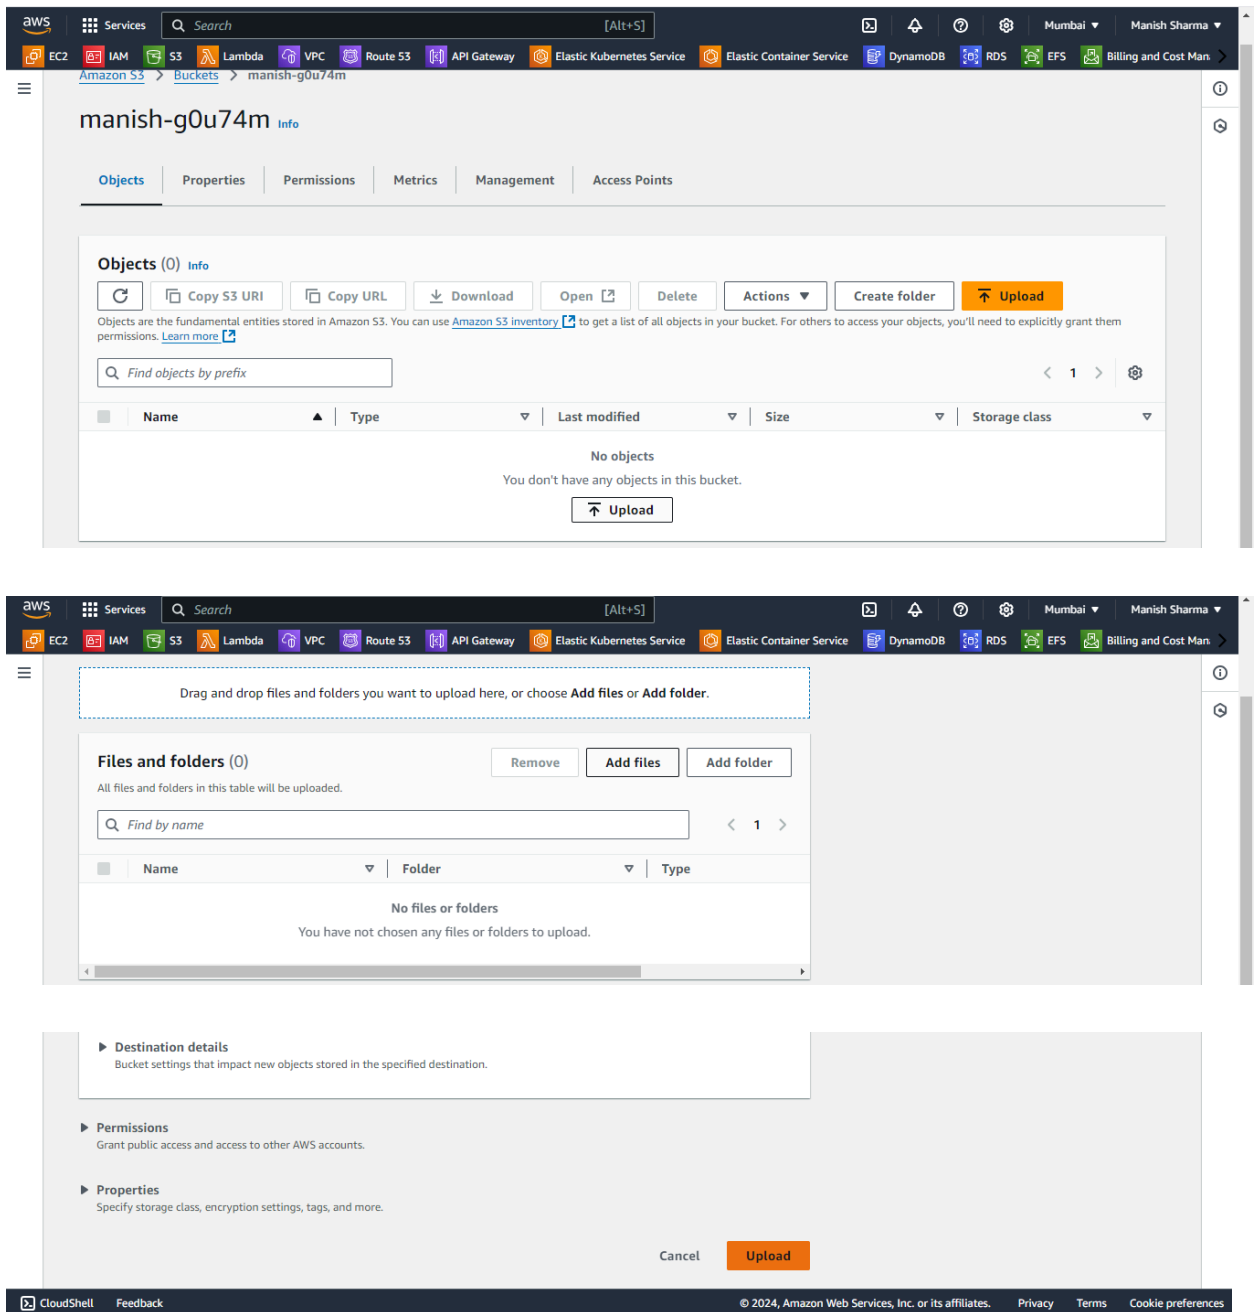 aws Services Search [Alt+S] Mumbai ▼ Manish Sharma ▼
EC2 IAM S3 Lambda VPC Route 53 API Gateway Elastic Kubernetes Service Elastic Container Service DynamoDB RDS EFS Billing and Cost Man
Amazon S3 > Buckets > manish-g0u74m
manish-g0u74m Info
Objects Properties Permissions Metrics Management Access Points
Objects (0) Info
Copy S3 URI Copy URL Download Open Delete Actions ▼ Create folder Upload
Objects are the fundamental entities stored in Amazon S3. You can use Amazon S3 inventory to get a list of all objects in your bucket. For others to access your objects, you'll need to explicitly grant them
permissions. Learn more
Find objects by prefix < 1 >
Name Type Last modified Size Storage class
No objects
You don't have any objects in this bucket.
Upload
aws Services Search [Alt+S] Mumbai ▼ Manish Sharma ▼
EC2 IAM S3 Lambda VPC Route 53 API Gateway Elastic Kubernetes Service Elastic Container Service DynamoDB RDS EFS Billing and Cost Man
Drag and drop files and folders you want to upload here, or choose Add files or Add folder.
Files and folders (0) Remove Add files Add folder
All files and folders in this table will be uploaded.
Find by name < 1 >
Name Folder Type
No files or folders
You have not chosen any files or folders to upload.
Destination details
Bucket settings that impact new objects stored in the specified destination.
Permissions
Grant public access and access to other AWS accounts.
Properties
Specify storage class, encryption settings, tags, and more.
Cancel Upload
CloudShell Feedback © 2024, Amazon Web Services, Inc. or its affiliates. Privacy Terms Cookie preferences